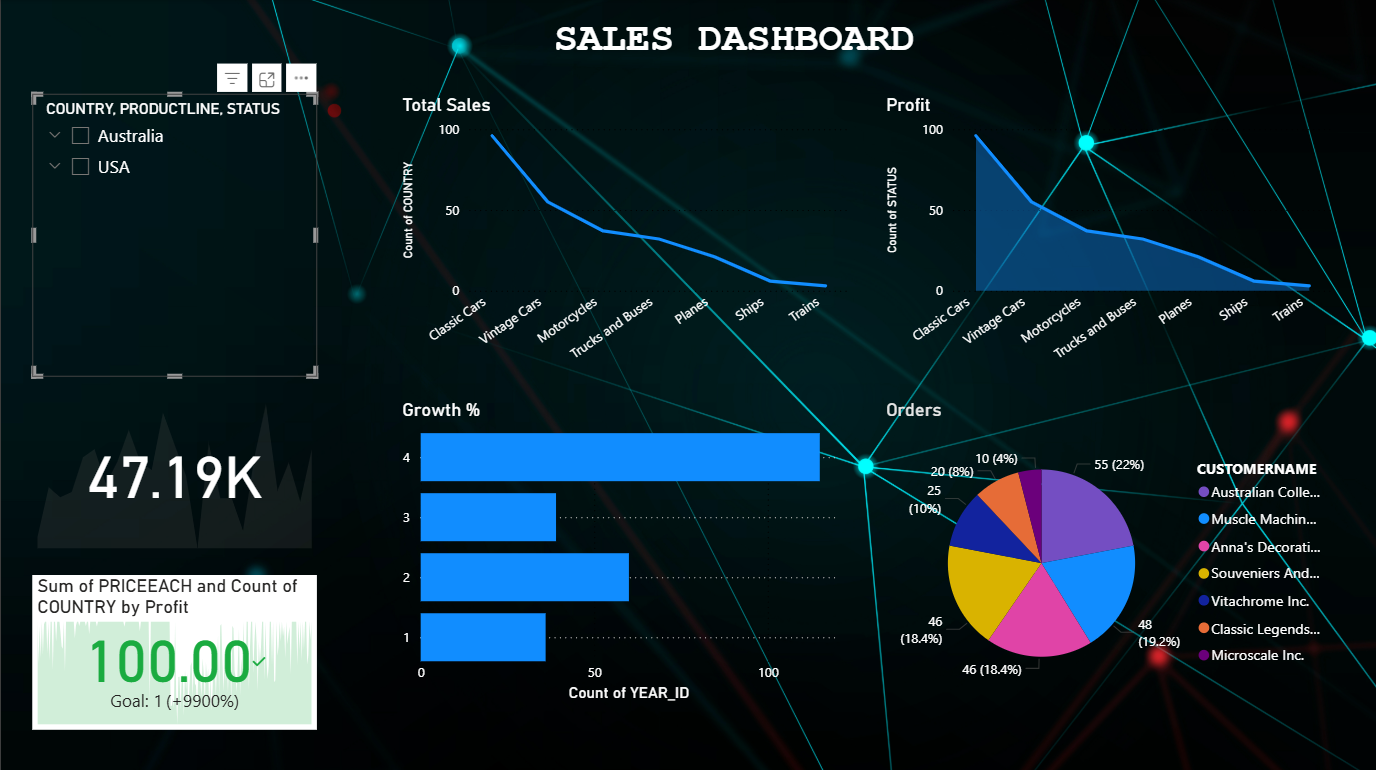 SALES DASHBOARD
COUNTRY, PRODUCTLINE, STATUS
Australia
USA
47.19K
Sum of PRICEEACH and Count of
COUNTRY by Profit
100.00
Goal: 1 (+9900%)
Total Sales
Count of COUNTRY
100
50
0
Classic Cars
Vintage Cars
Motorcycles
Trucks and Buses
Planes
Ships
Trains
Profit
Count of STATUS
100
50
0
Classic Cars
Vintage Cars
Motorcycles
Trucks and Buses
Planes
Ships
Trains
Growth %
4
3
2
1
0
50
100
Count of YEAR_ID
Orders
10 (4%)
20 (8%)
25
(10%)
46
(18.4%)
46 (18.4%)
48
(19.2%)
55 (22%)
CUSTOMERNAME
Australian Colle...
Muscle Machin...
Anna's Decorati...
Souveniers And...
Vitachrome Inc.
Classic Legends...
Microscale Inc.